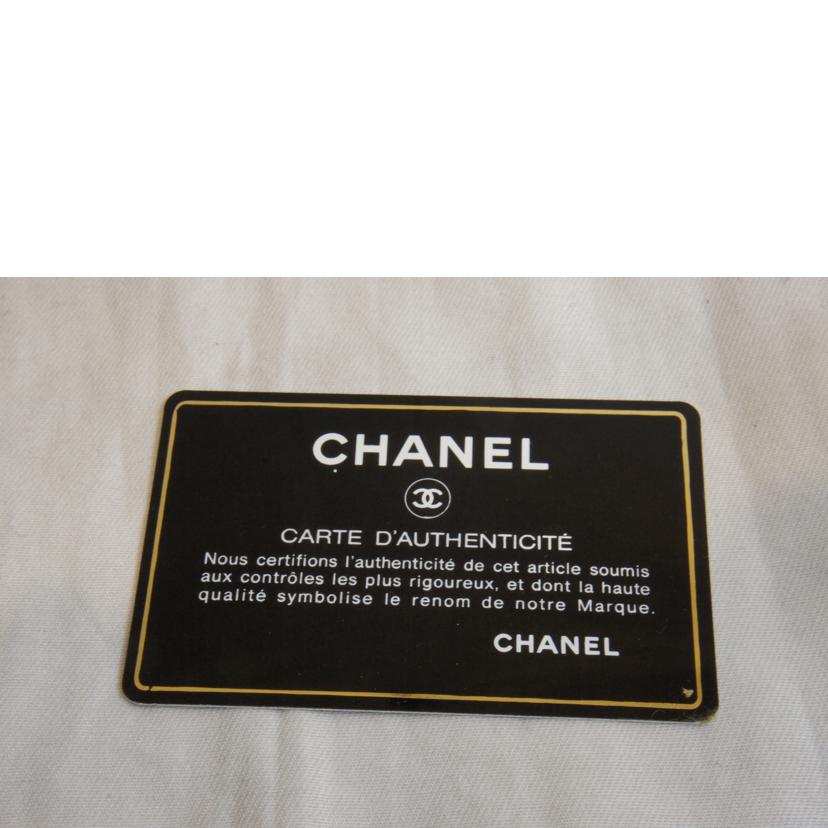 CHANEL
CARTE D'AUTHENTICITÉ
Nous certifions l'authenticité de cet article soumis
aux contrôles les plus rigoureux, et dont la haute
qualité symbolise le renom de notre Marque.
CHANEL